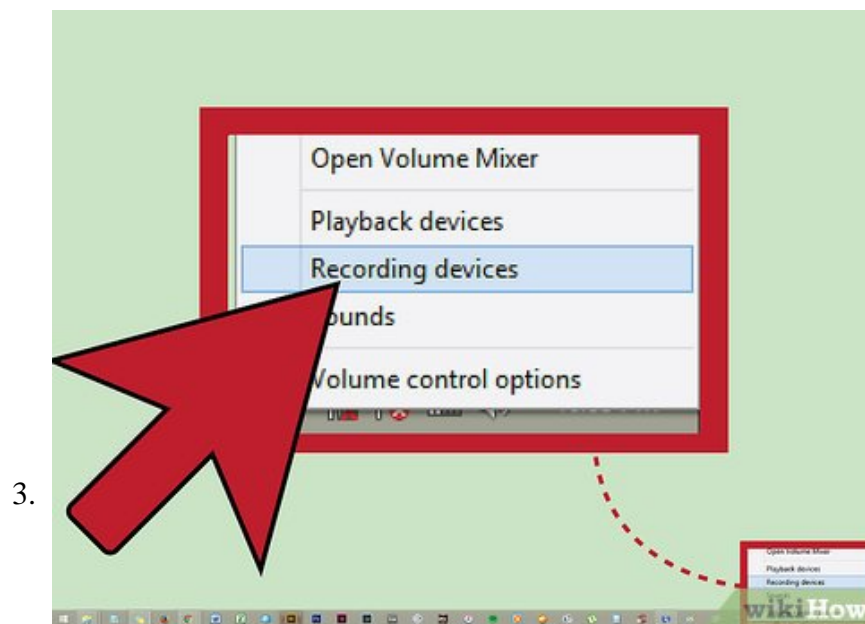 Open Volume Mixer
Playback devices
Recording devices
ounds
Volume control options
3.
Open Volume Mixer
Playback devices
Recording devices
wikiHow